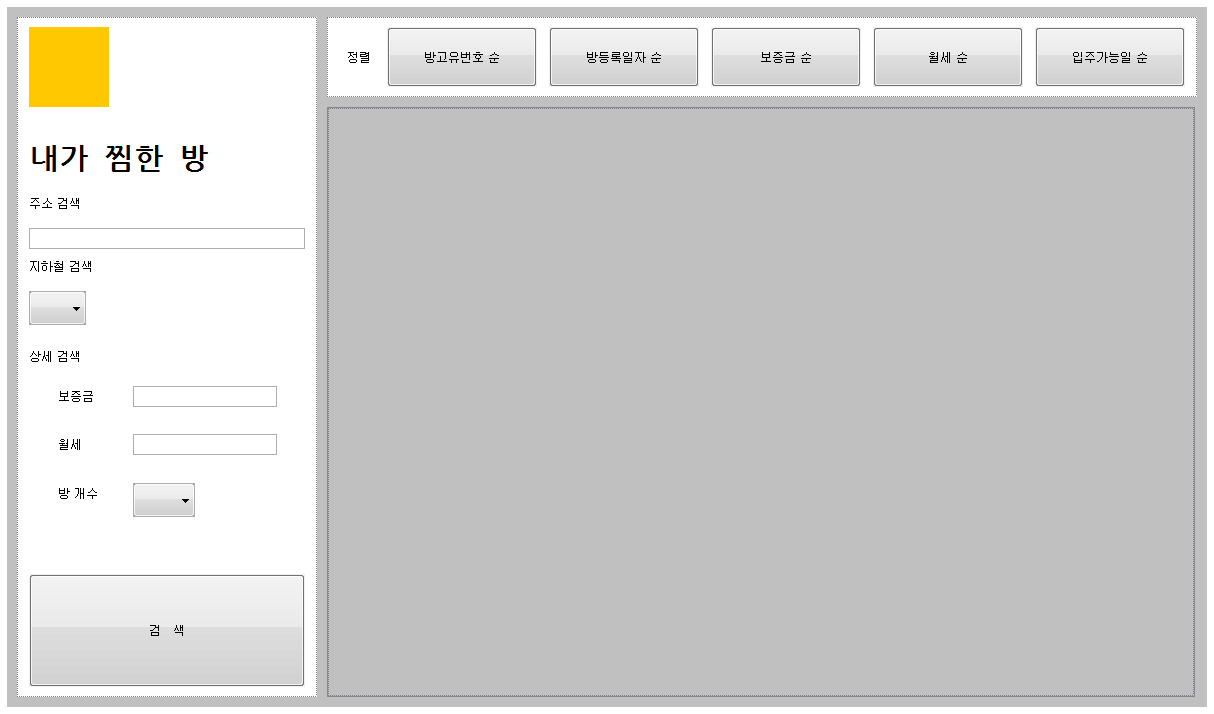 내가 찜한 방
주소 검색
지하철 검색
상세 검색
보증금
월세
방 개수
검 색
정렬 방고유번호 순 방등록일자 순 보증금 순 월세 순 입주가능일 순